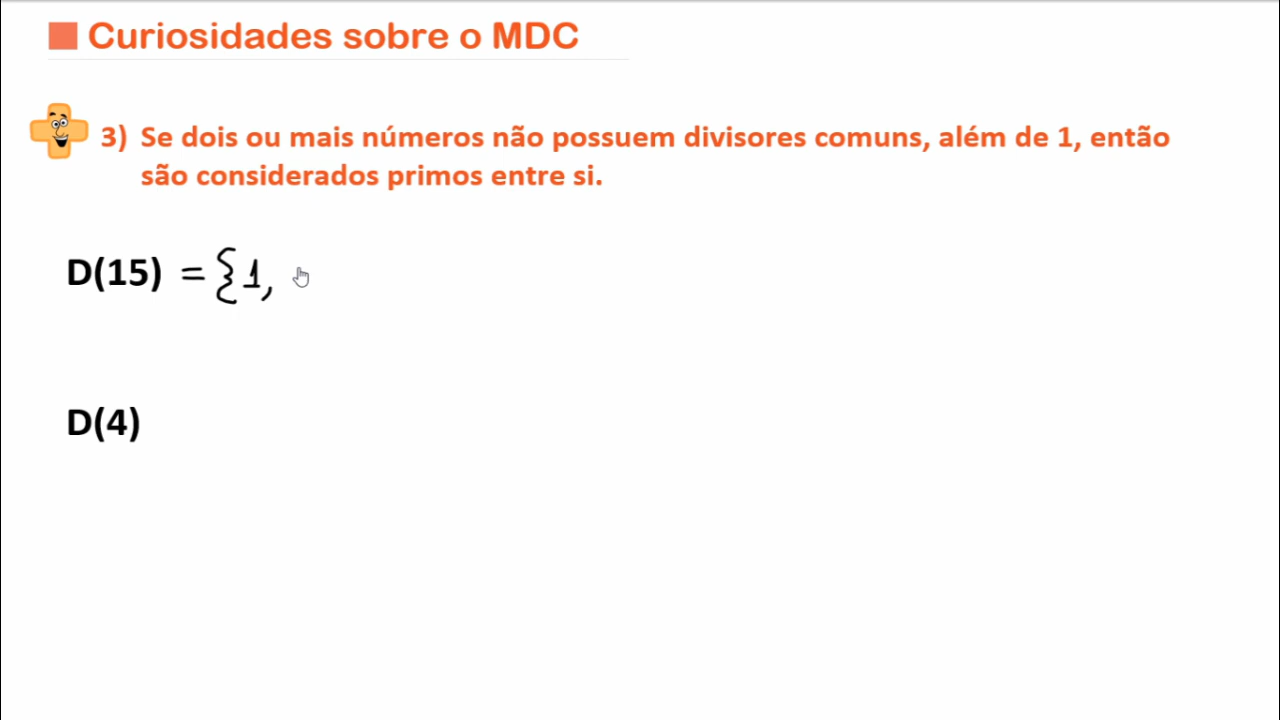 Curiosidades sobre o MDC
3) Se dois ou mais números não possuem divisores comuns, além de 1, então
são considerados primos entre si.
D(15) = {1,
D(4)